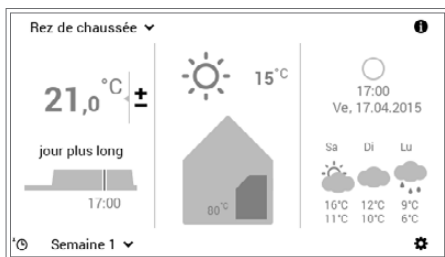 Rez de chaussée
21,0°C ±
jour plus long
17:00
15°C
80°C
17:00
Ve, 17.04.2015
Sa Di Lu
16°C 12°C 9°C
11°C 10°C 6°C
Semaine 1